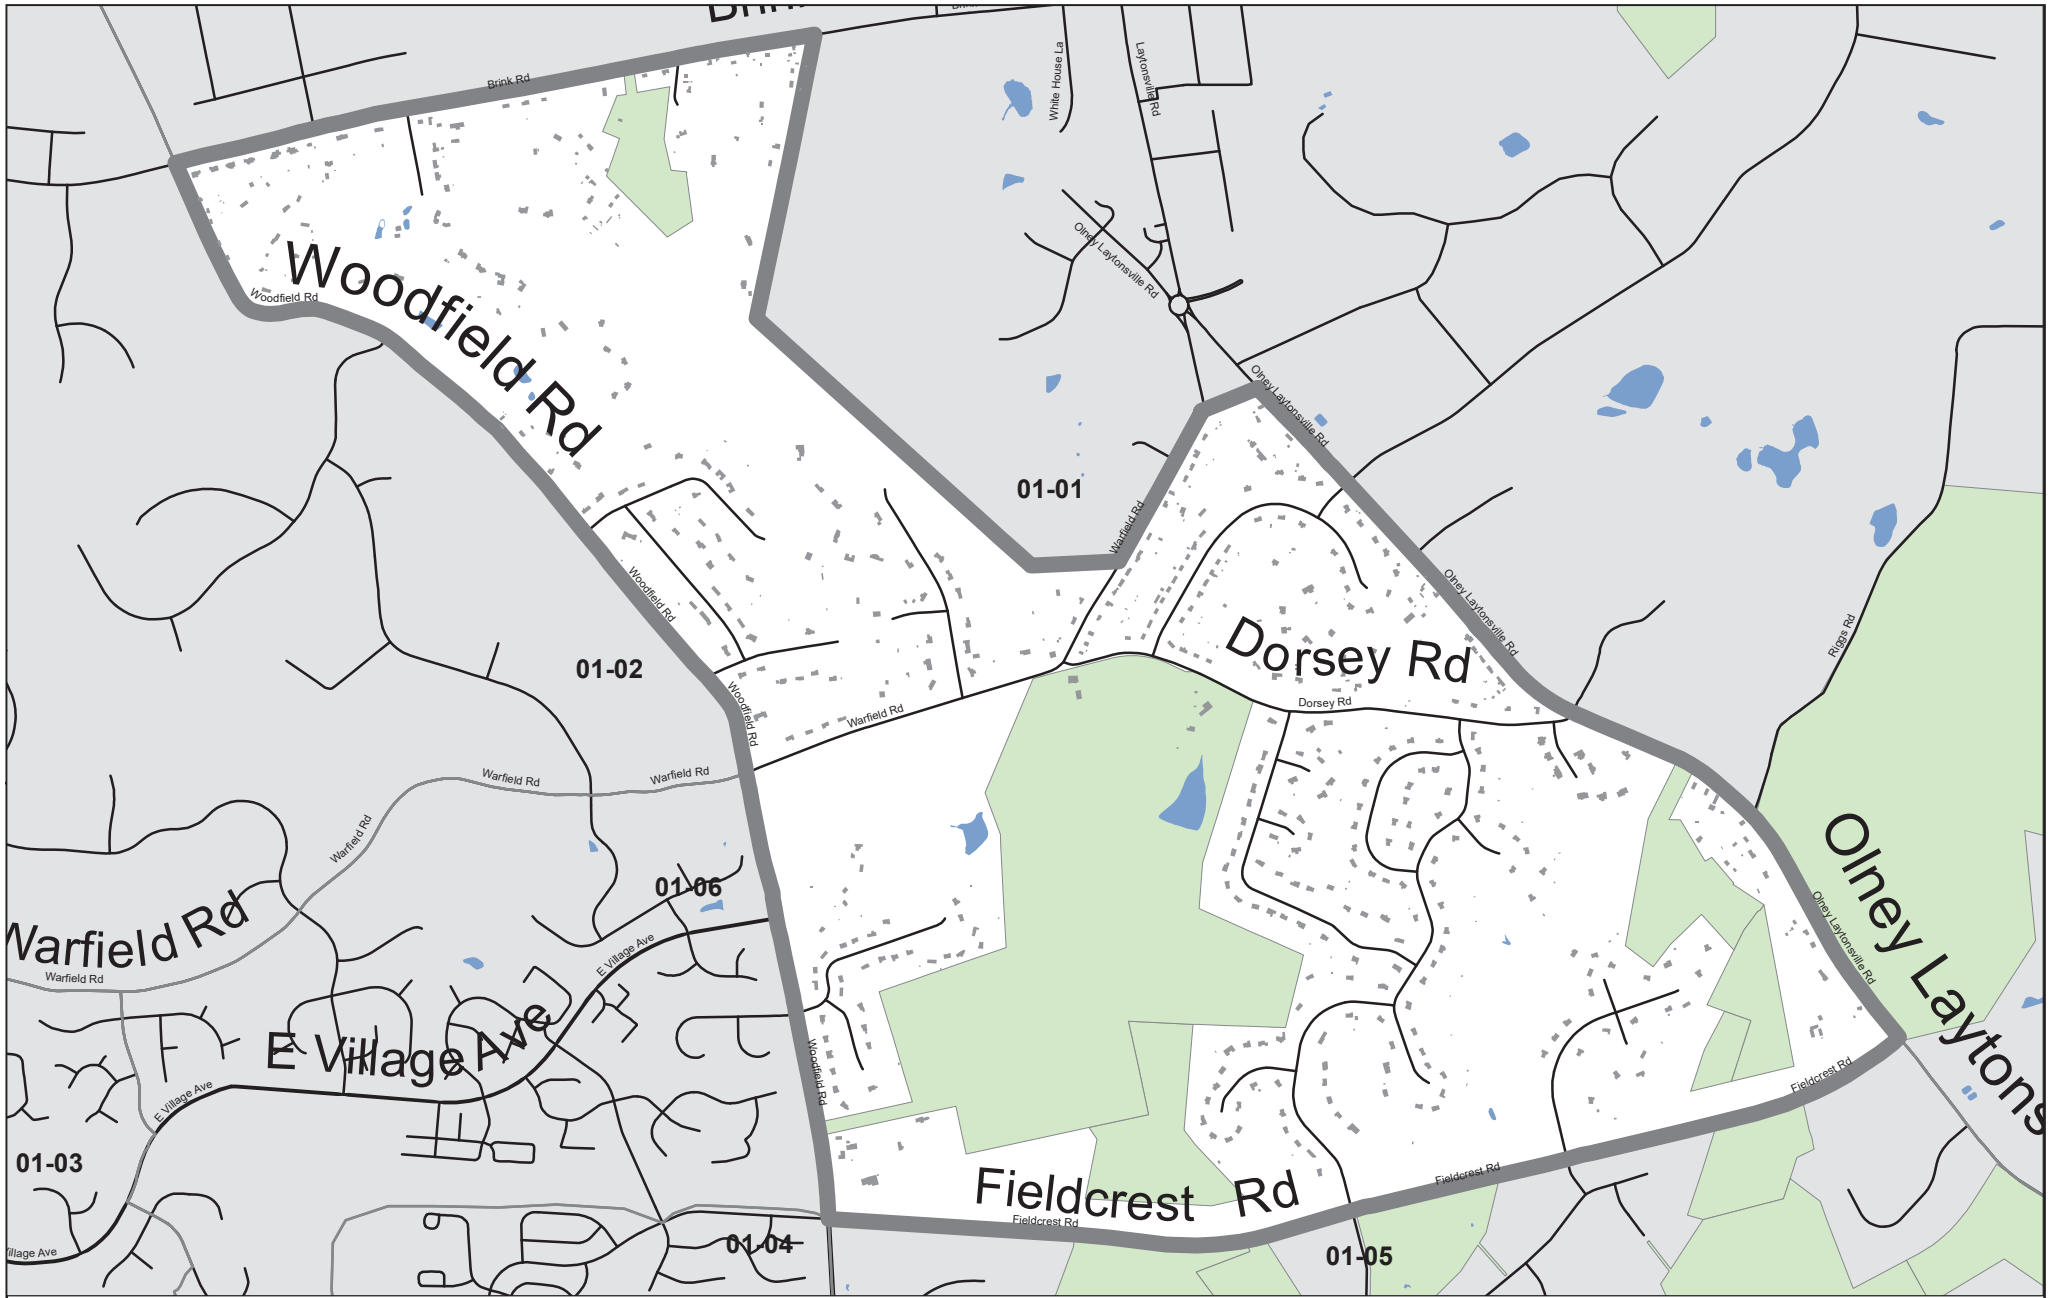 Brink Rd
White House La
Laytonsville Rd
Olney Laytonsville Rd
Woodfield Rd
Woodfield Rd
Olney Laytonsville Rd
01-01
Warfield Rd
Woodfield Rd
Olney Laytonsville Rd
Dorsey Rd
Riggs Rd
01-02
Woodfield Rd
Dorsey Rd
Warfield Rd
Warfield Rd
Warfield Rd
Warfield Rd
Olney Laytons
01-06
Olney Laytonsville Rd
Warfield Rd
E Village Ave
Warfield Rd
E Village Ave
Woodfield Rd
Fieldcrest Rd
E Village Ave
01-03
Fieldcrest Rd
Fieldcrest Rd
Fieldcrest Rd
illage Ave
01-04
01-05